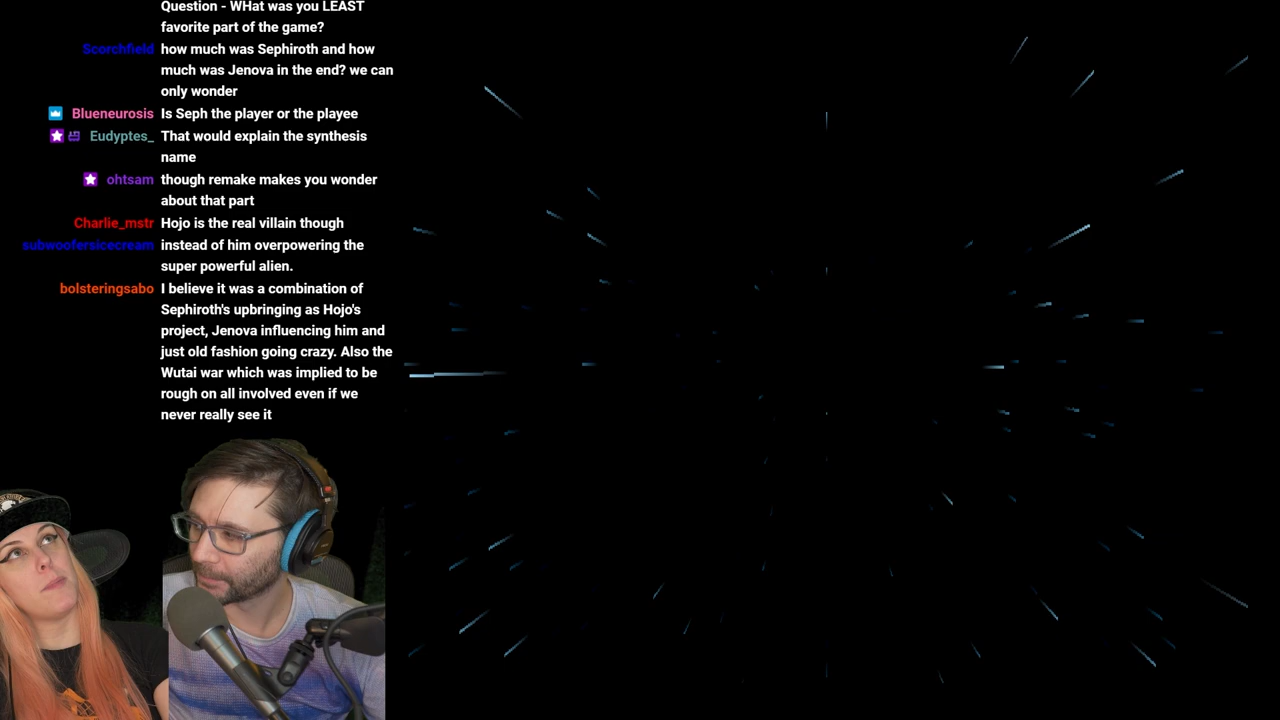 Question - WHat was you LEAST
favorite part of the game?
Scorchfield how much was Sephiroth and how
much was Jenova in the end? we can
only wonder
Blueneurosis Is Seph the player or the playee
Eudyptes_ That would explain the synthesis
name
ohtsam though remake makes you wonder
about that part
Charlie_mstr Hojo is the real villain though
subwoofersicecream instead of him overpowering the
super powerful alien.
bolsteringsabo I believe it was a combination of
Sephiroth's upbringing as Hojo's
project, Jenova influencing him and
just old fashion going crazy. Also the
Wutai war which was implied to be
rough on all involved even if we
never really see it